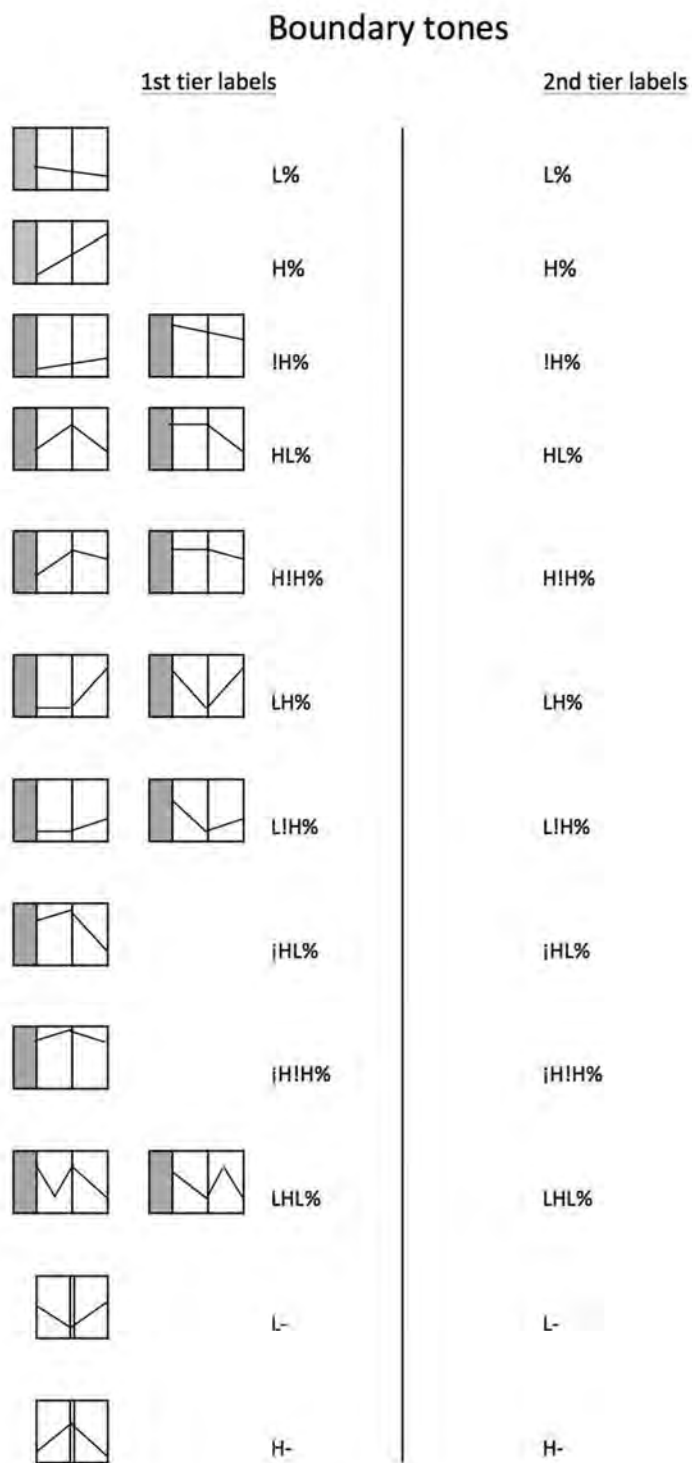 Boundary tones
1st tier labels 2nd tier labels
L% L%
H% H%
!H% !H%
HL% HL%
H!H% H!H%
LH% LH%
L!H% L!H%
¡HL% ¡HL%
¡H!H% ¡H!H%
LHL% LHL%
L- L-
H- H-